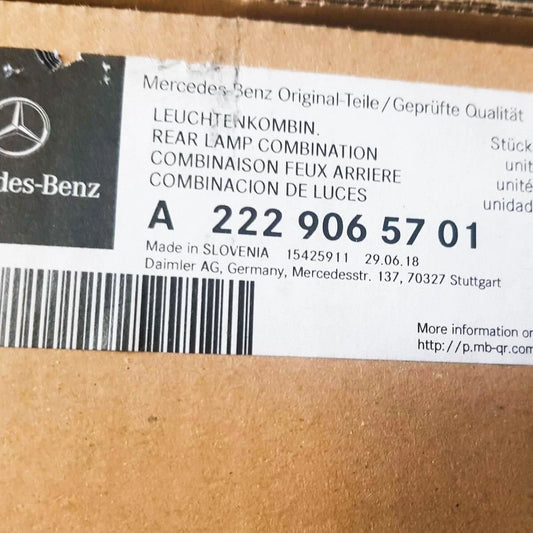 Mercedes-Benz Original-Teile/Geprüfte Qualität
LEUCHTENKOMBIN.
REAR LAMP COMBINATION
COMBINAISON FEUX ARRIERE
COMBINACION DE LUCES
Stück
unit
unité
unidad
des-Benz
A 222 906 57 01
Made in SLOVENIA 15425911 29.06.18
Daimler AG, Germany, Mercedesstr. 137, 70327 Stuttgart
More information on
http://p.mb-qr.com